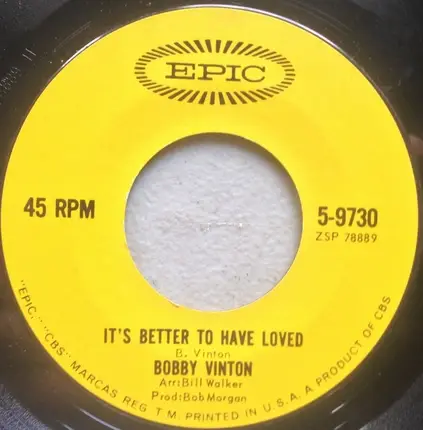 EPIC
45 RPM
5-9730
ZSP 78889
IT'S BETTER TO HAVE LOVED
B. Vinton
BOBBY VINTON
Arr: Bill Walker
Prod: Bob Morgan
"EPIC" "CBS" MARCAS REG T M. PRINTED IN U.S.A. A PRODUCT OF CBS